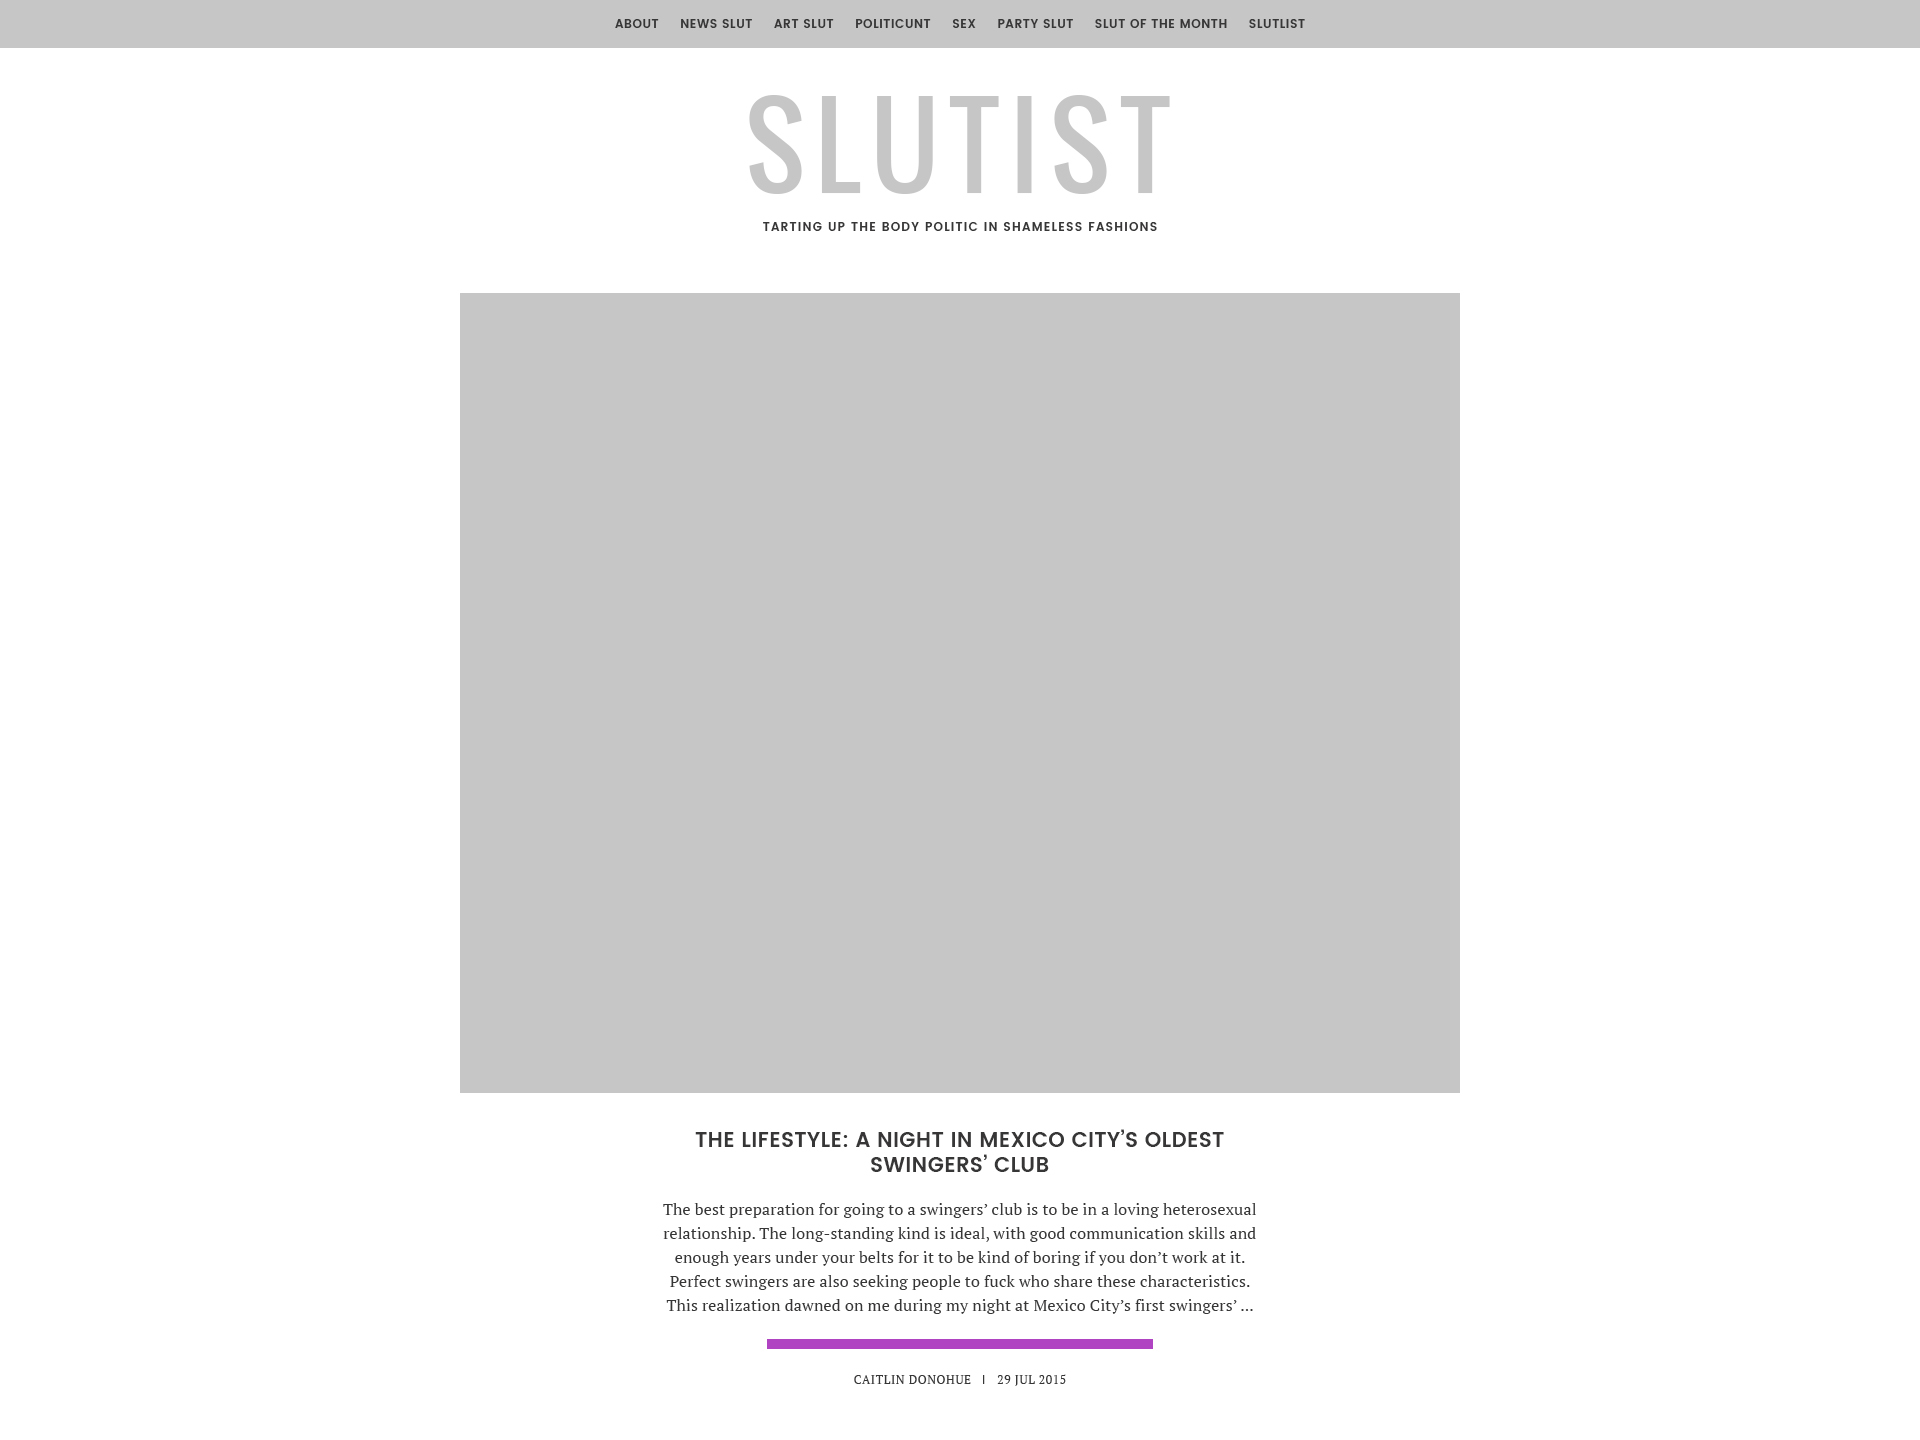 ABOUT NEWS SLUT ART SLUT POLITICUNT SEX PARTY SLUT SLUT OF THE MONTH SLUTLIST
SLUTIST
TARTING UP THE BODY POLITIC IN SHAMELESS FASHIONS
THE LIFESTYLE: A NIGHT IN MEXICO CITY’S OLDEST
SWINGERS’ CLUB
The best preparation for going to a swingers’ club is to be in a loving heterosexual
relationship. The long-standing kind is ideal, with good communication skills and
enough years under your belts for it to be kind of boring if you don’t work at it.
Perfect swingers are also seeking people to fuck who share these characteristics.
This realization dawned on me during my night at Mexico City’s first swingers’ ...
CAITLIN DONOHUE | 29 JUL 2015